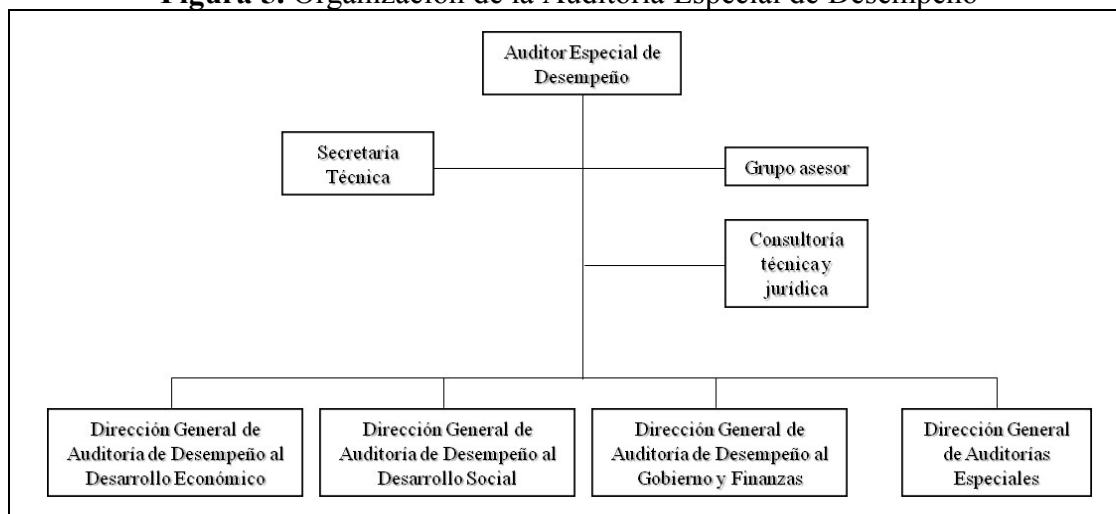 Figura 3. Organización de la Auditoría Especial de Desempeño
Auditor Especial de
Desempeño
Secretaría
Técnica
Grupo asesor
Consultoría
técnica y
jurídica
Dirección General de
Auditoría de Desempeño al
Desarrollo Económico
Dirección General de
Auditoría de Desempeño al
Desarrollo Social
Dirección General de
Auditoría de Desempeño al
Gobierno y Finanzas
Dirección General
de Auditorías
Especiales